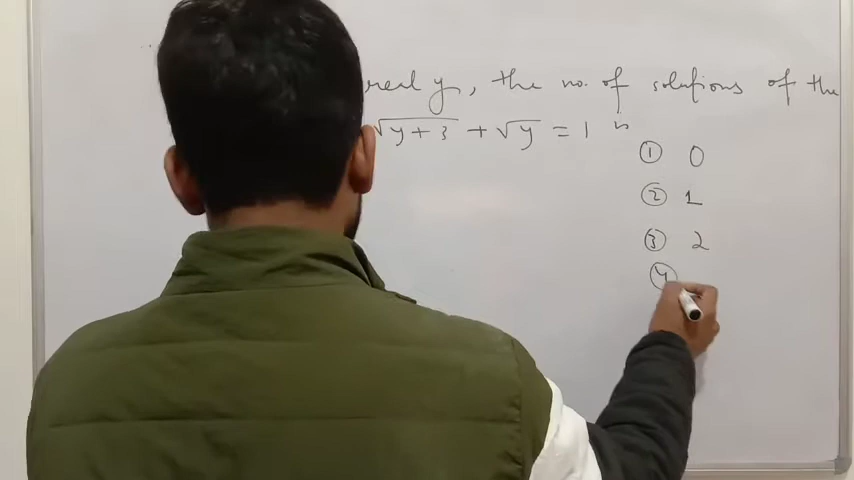 real y, the no. of solutions of the
√y+3 + √y = 1 is
① 0
② 1
③ 2
④